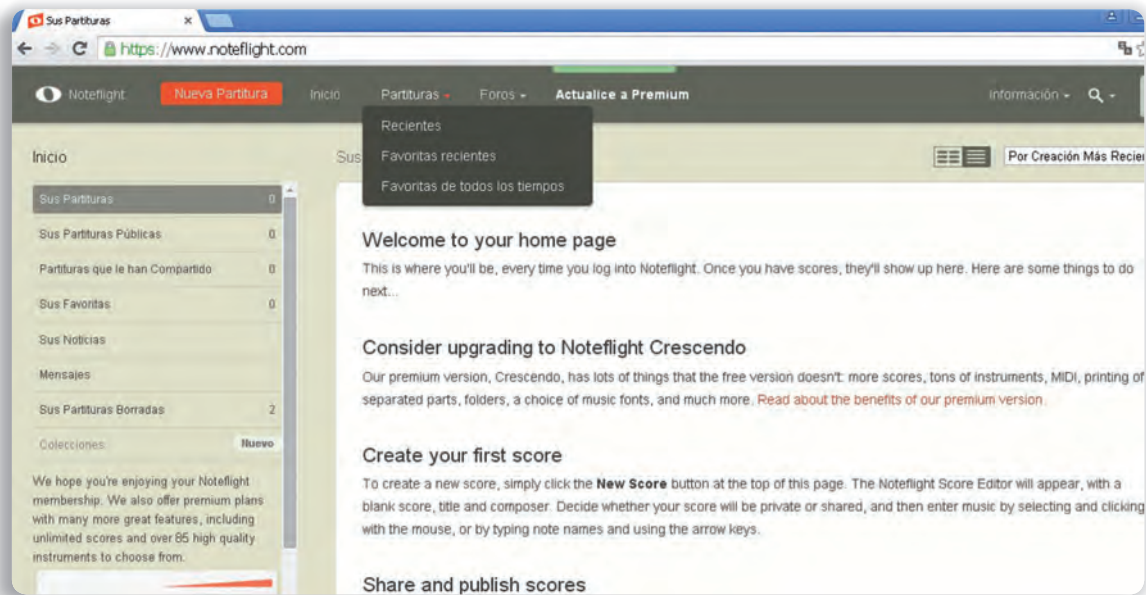 Sus Partituras
https://www.noteflight.com
Noteflight
Nueva Partitura
Inicio
Partituras
Foros
Actualice a Premium
Información
Recientes
Favoritas recientes
Favoritas de todos los tiempos
Inicio
Sus
Por Creación Más Recie
Sus Partituras 0
Sus Partituras Públicas 0
Partituras que le han Compartido 0
Sus Favoritas 0
Sus Noticias
Mensajes
Sus Partituras Borradas 2
Colecciones Nuevo
We hope you're enjoying your Noteflight
membership. We also offer premium plans
with many more great features, including
unlimited scores and over 85 high quality
instruments to choose from.
Welcome to your home page
This is where you'll be, every time you log into Noteflight. Once you have scores, they'll show up here. Here are some things to do
next...
Consider upgrading to Noteflight Crescendo
Our premium version, Crescendo, has lots of things that the free version doesn't: more scores, tons of instruments, MIDI, printing of
separated parts, folders, a choice of music fonts, and much more. Read about the benefits of our premium version.
Create your first score
To create a new score, simply click the New Score button at the top of this page. The Noteflight Score Editor will appear, with a
blank score, title and composer. Decide whether your score will be private or shared, and then enter music by selecting and clicking
with the mouse, or by typing note names and using the arrow keys.
Share and publish scores